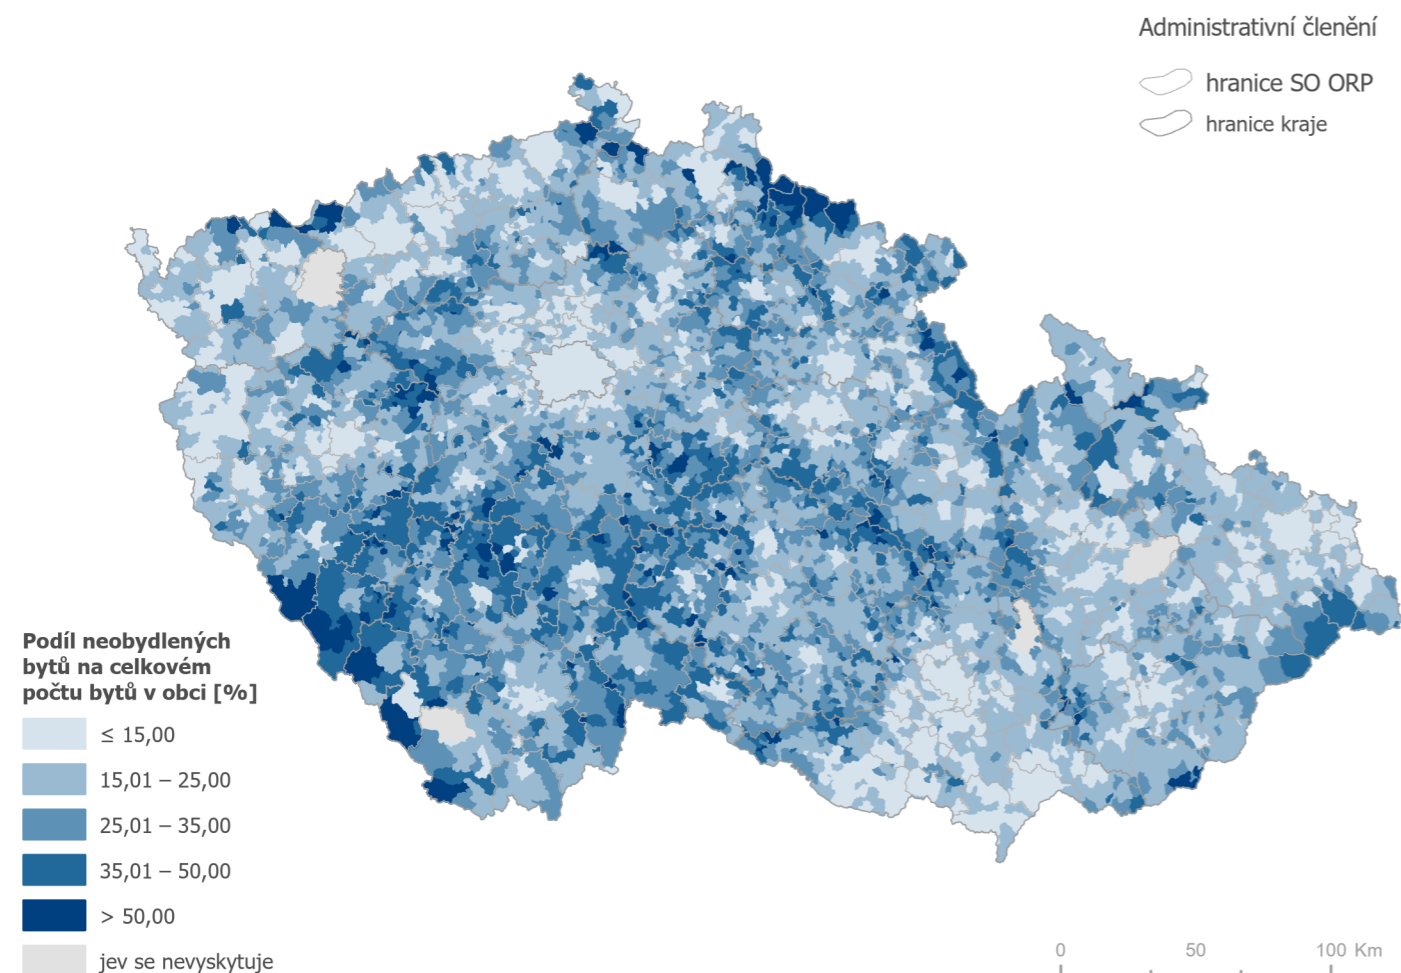 Administrativní členění
hranice SO ORP
hranice kraje
Podíl neobydlených
bytů na celkovém
počtu bytů v obci [%]
≤ 15,00
15,01 – 25,00
25,01 – 35,00
35,01 – 50,00
> 50,00
jev se nevyskytuje
0 50 100 Km